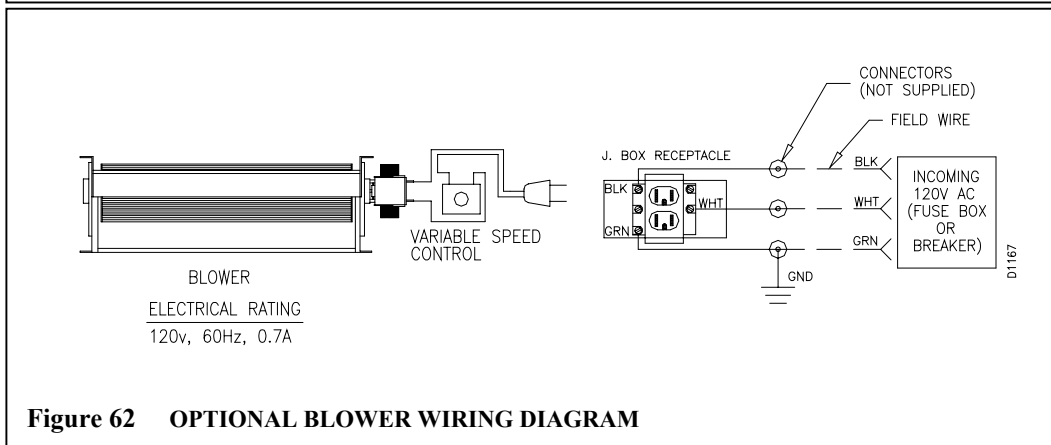 CONNECTORS
(NOT SUPPLIED)
FIELD WIRE
J. BOX RECEPTACLE
BLK
BLK
WHT
WHT
GRN
GRN
GND
INCOMING
120V AC
(FUSE BOX
OR
BREAKER)
D1167
VARIABLE SPEED
CONTROL
BLOWER
ELECTRICAL RATING
120v, 60Hz, 0.7A
Figure 62 OPTIONAL BLOWER WIRING DIAGRAM